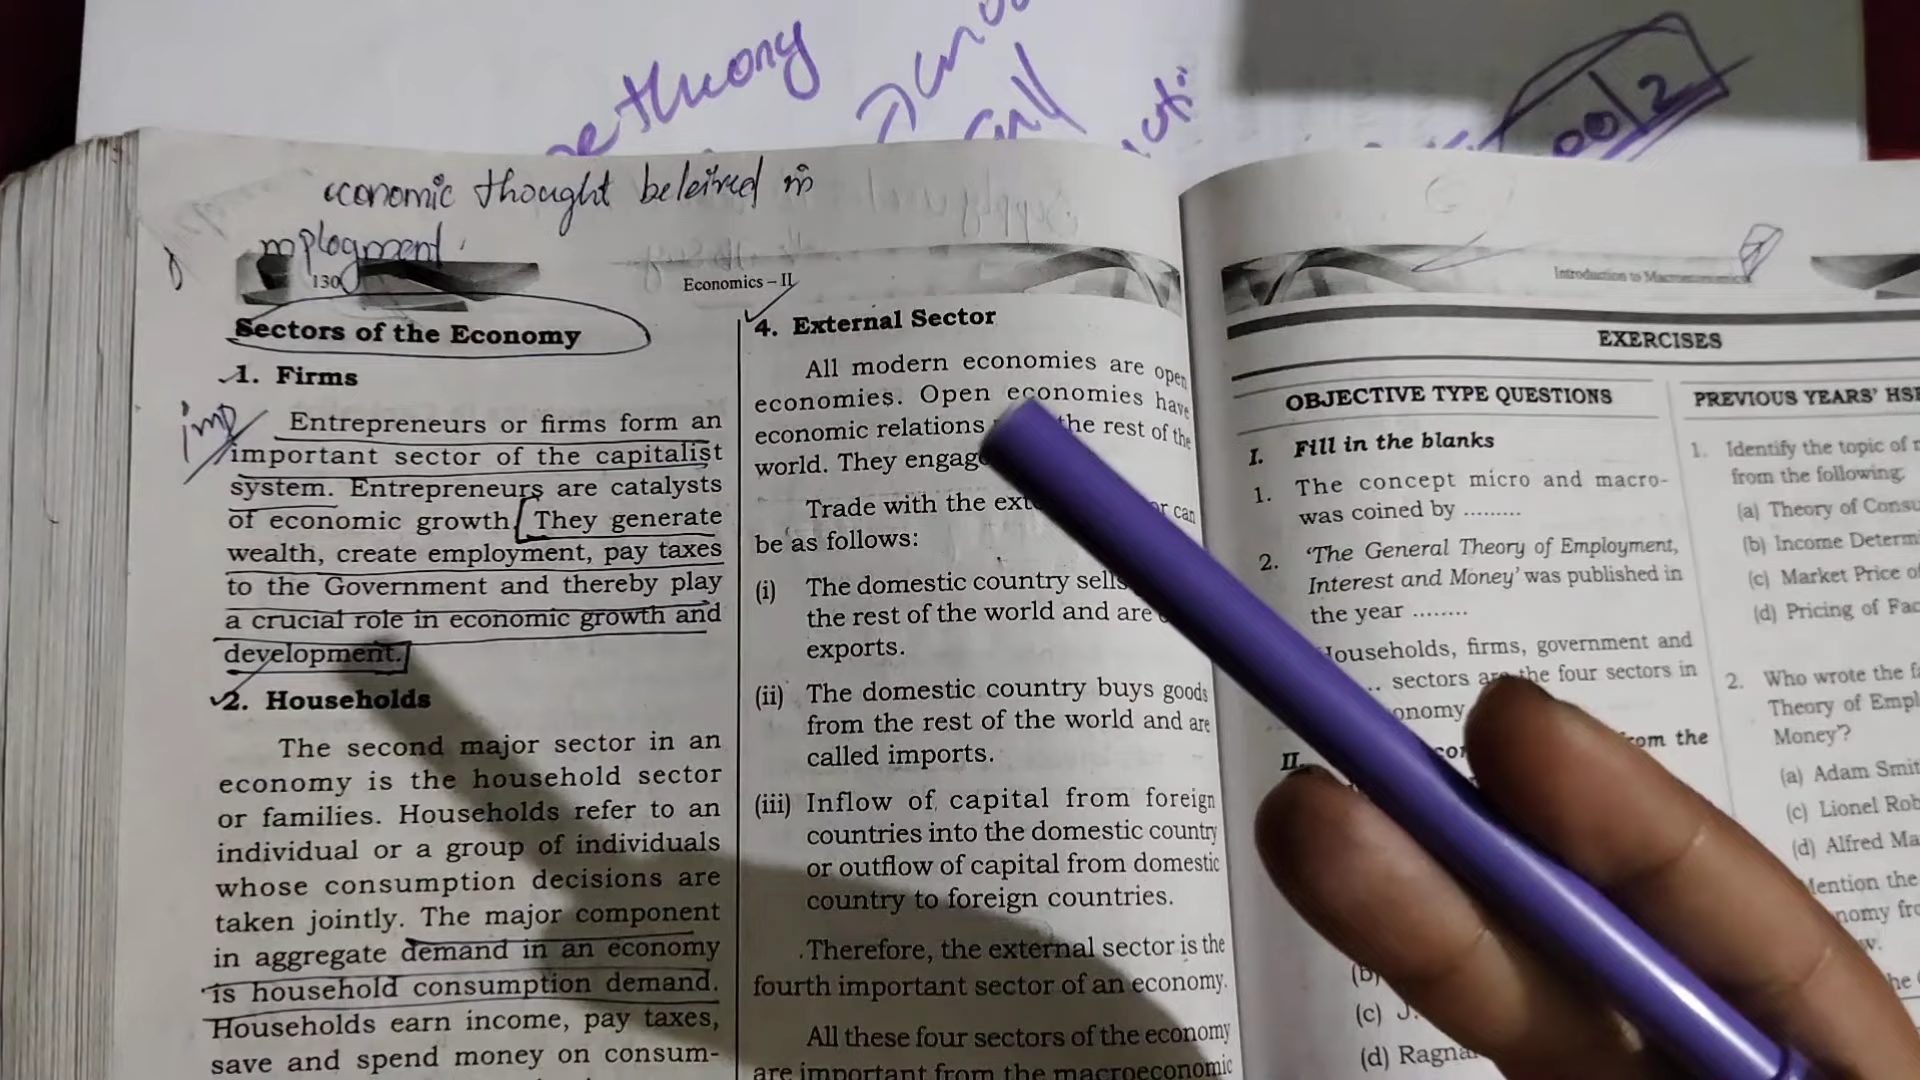 theory
00 2
economic thought beleived in
mployment.
130
Economics – II
Sectors of the Economy
1. Firms
imp
Entrepreneurs or firms form an
important sector of the capitalist
system. Entrepreneurs are catalysts
of economic growth. They generate
wealth, create employment, pay taxes
to the Government and thereby play
a crucial role in economic growth and
development.
2. Households
The second major sector in an
economy is the household sector
or families. Households refer to an
individual or a group of individuals
whose consumption decisions are
taken jointly. The major component
in aggregate demand in an economy
is household consumption demand.
Households earn income, pay taxes,
save and spend money on consum-
4. External Sector
All modern economies are open
economies. Open economies have
economic relations the rest of the
world. They engag
Trade with the ext r can
be as follows:
(i) The domestic country sells
the rest of the world and are
exports.
(ii) The domestic country buys goods
from the rest of the world and are
called imports.
(iii) Inflow of capital from foreign
countries into the domestic country
or outflow of capital from domestic
country to foreign countries.
Therefore, the external sector is the
fourth important sector of an economy.
All these four sectors of the economy
are important from the macroeconomic
Introduction to Macroeconomics
EXERCISES
OBJECTIVE TYPE QUESTIONS
I. Fill in the blanks
1. The concept micro and macro-
was coined by .........
2. 'The General Theory of Employment,
Interest and Money' was published in
the year ........
Households, firms, government and
.. sectors are the four sectors in
onomy
II. from the
(b)
(c) J.
(d) Ragna
PREVIOUS YEARS' HSE
1. Identify the topic of
from the following:
(a) Theory of Consu
(b) Income Determ
(c) Market Price o
(d) Pricing of Fac
2. Who wrote the fa
Theory of Empl
Money'?
(a) Adam Smit
(c) Lionel Rob
(d) Alfred Ma
Mention the
nomy fro
w.
he